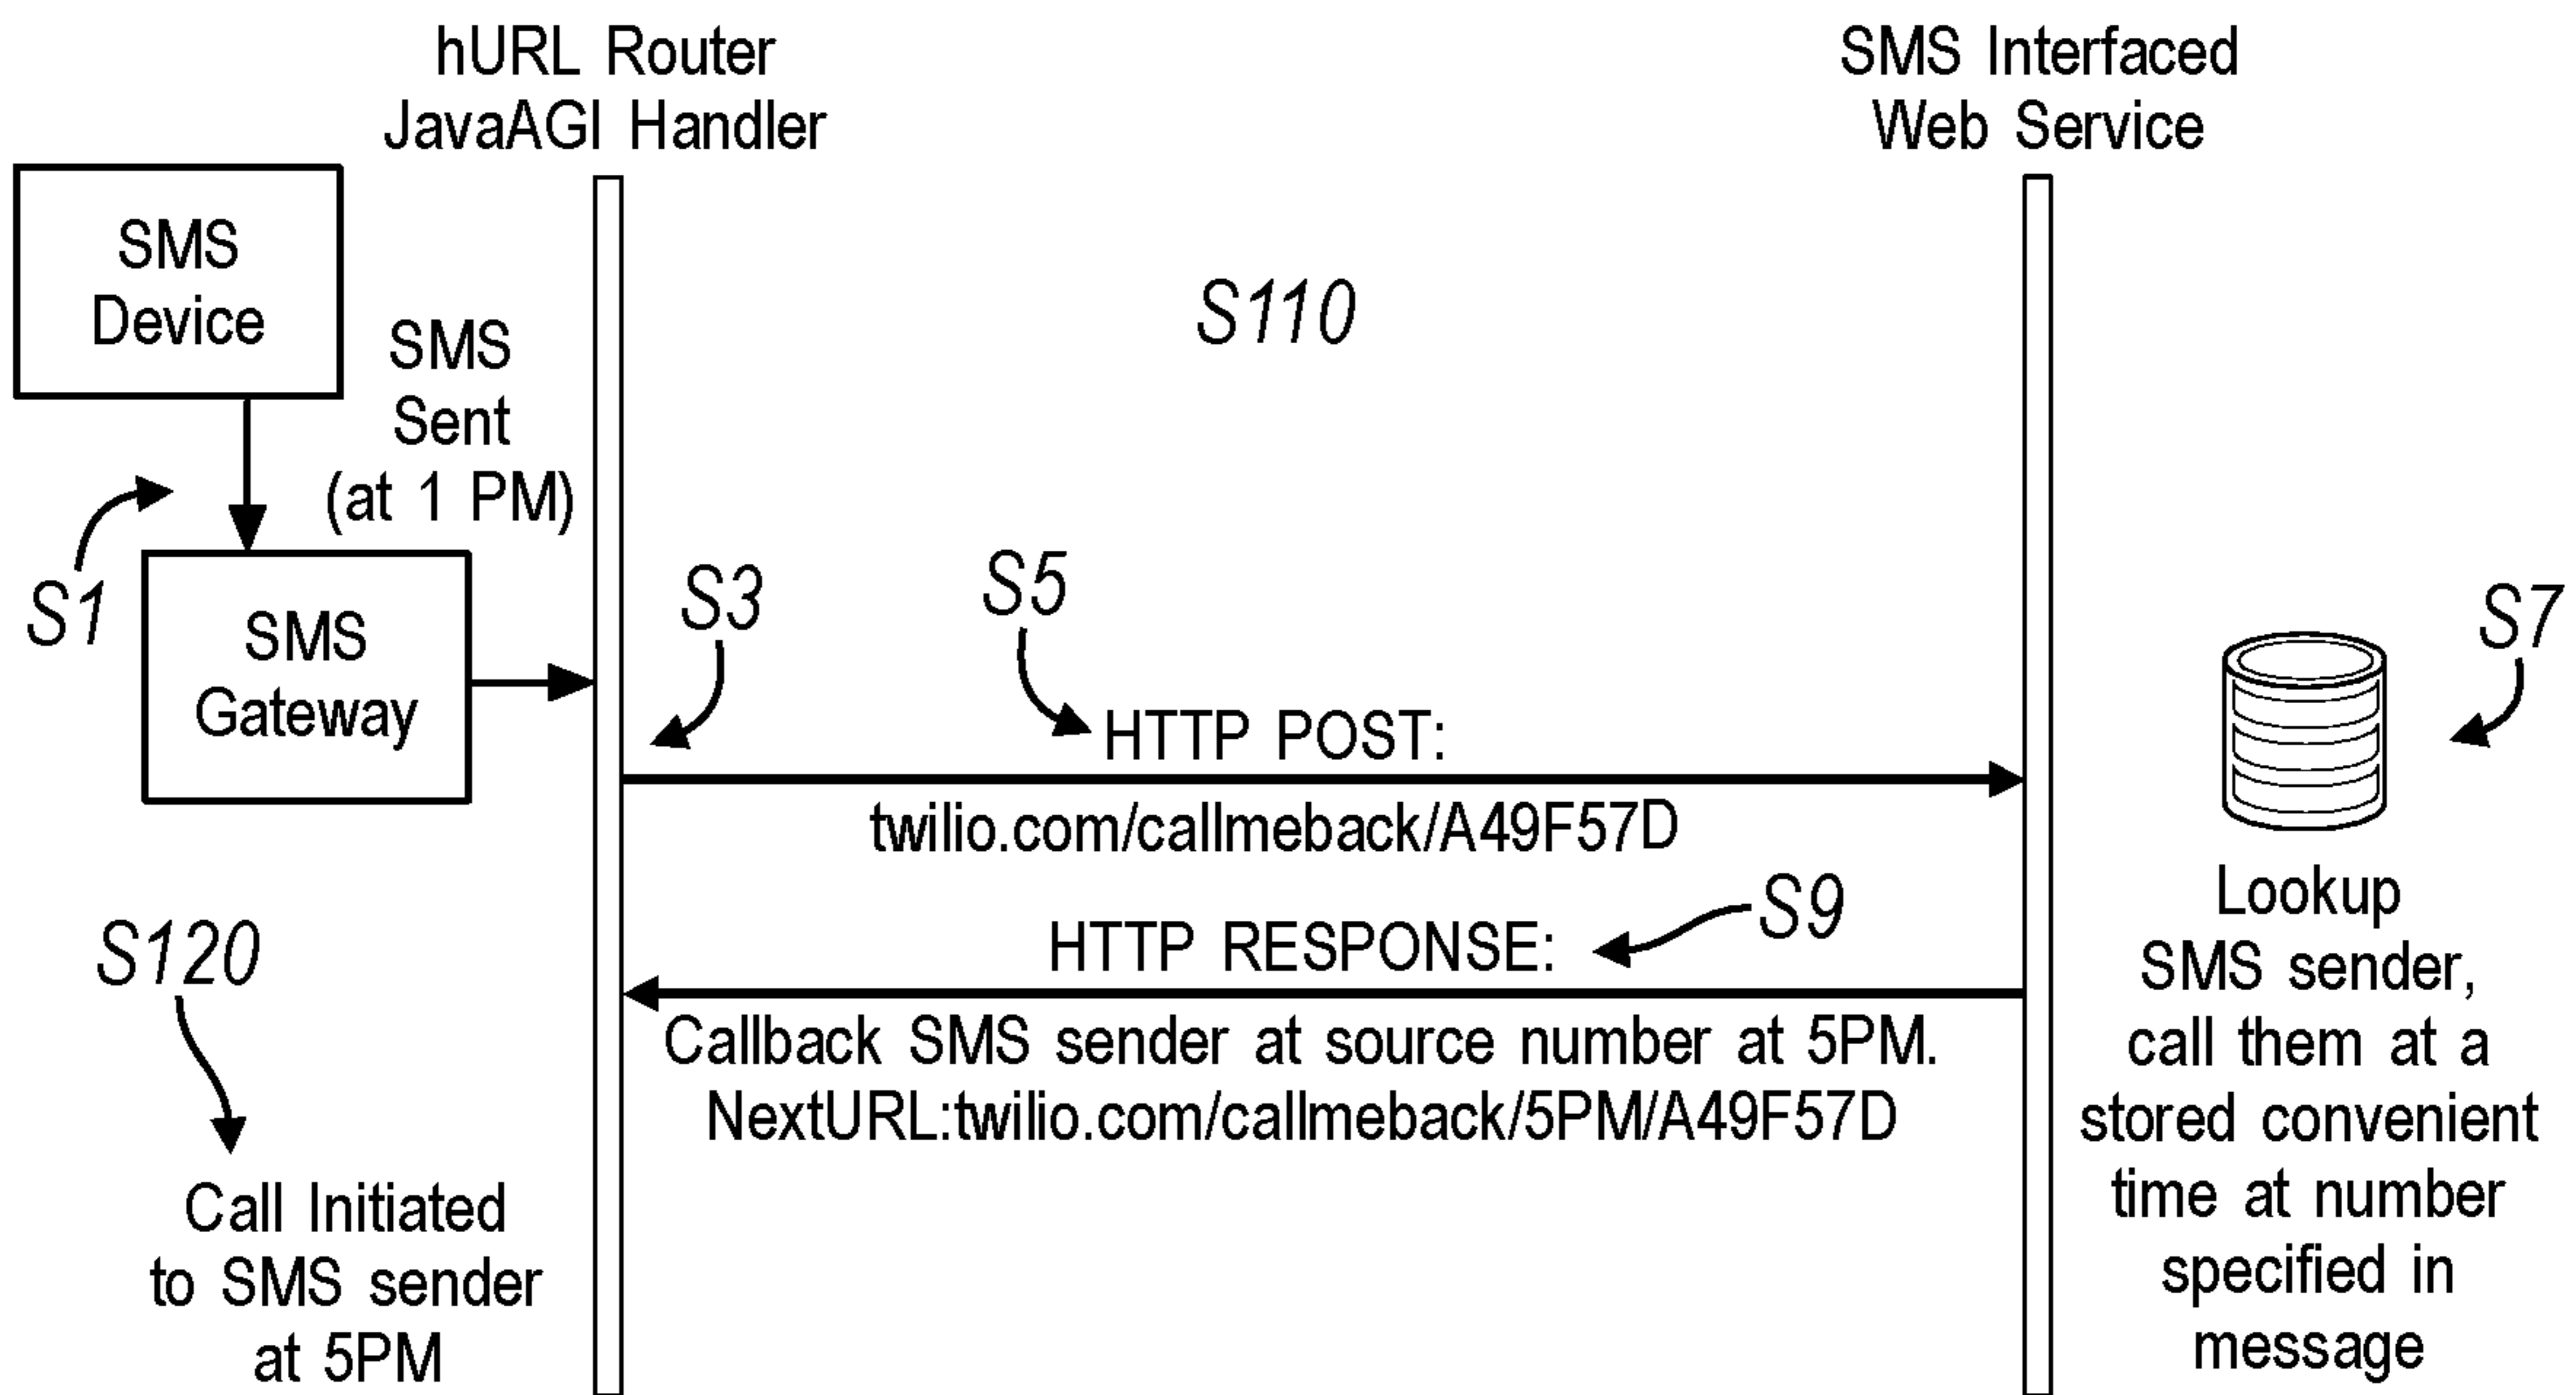 hURL Router
JavaAGI Handler
SMS Interfaced
Web Service
SMS
Device
SMS
Sent
(at 1 PM)
S110
S1
SMS
Gateway
S3
S5
S7
HTTP POST:
twilio.com/callmeback/A49F57D
HTTP RESPONSE:
S9
Callback SMS sender at source number at 5PM.
NextURL:twilio.com/callmeback/5PM/A49F57D
Lookup
SMS sender,
call them at a
stored convenient
time at number
specified in
message
S120
Call Initiated
to SMS sender
at 5PM